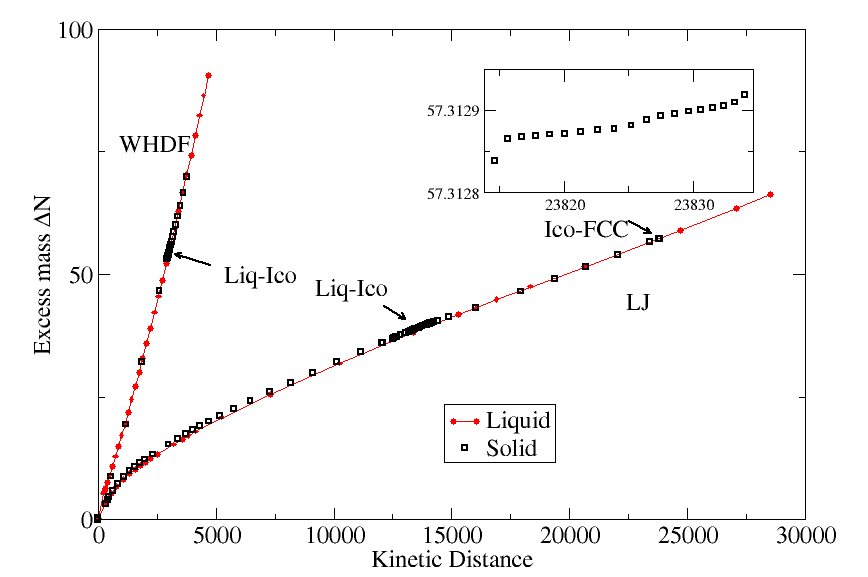 100
57.3129
WHDF
57.3128
23820
23830
Ico-FCC
Excess mass ΔN
50
Liq-Ico
Liq-Ico
LJ
Liquid
Solid
0
0
5000
10000
15000
20000
25000
30000
Kinetic Distance